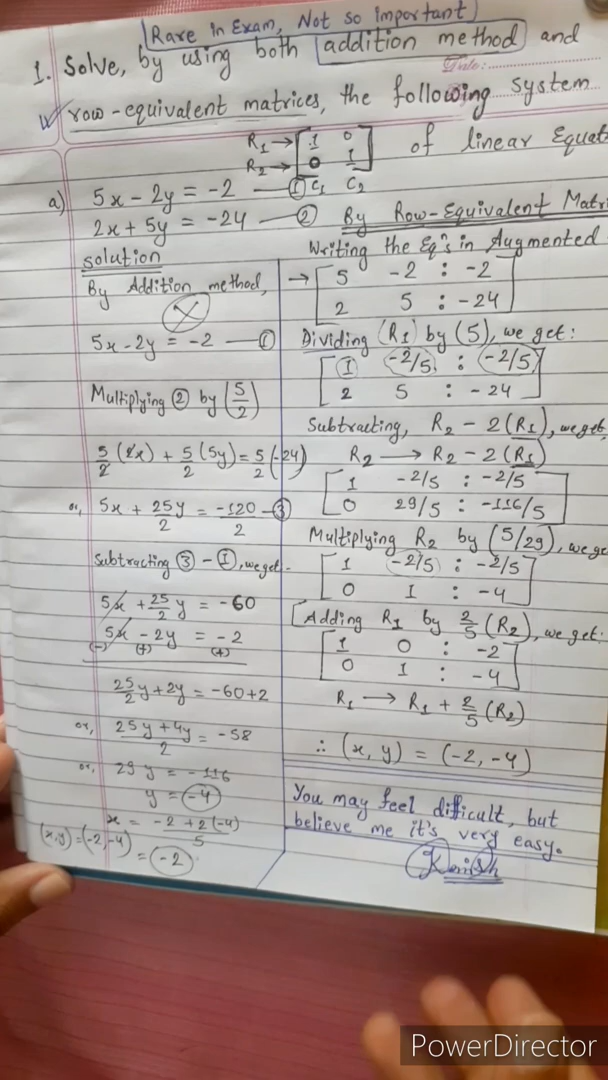 Rare in Exam, Not so important
1. Solve, by using both addition method and
Date:
row-equivalent matrices, the following system
of linear Equat
R1 → [1 0]
R2 → [0 1]
C1 C2
a) 5x - 2y = -2 — ①
2x + 5y = -24 — ②
solution
By Addition method,
5x - 2y = -2 — ①
Multiplying ② by (5/2)
5/2 (2x) + 5/2 (5y) = 5/2 (-24)
or, 5x + 25y/2 = -120/2 — ③
Subtracting ③ - ①, we get -
5x + 25/2 y = -60
5x - 2y = -2
(-) (+) (+)
25/2 y + 2y = -60+2
or, 25y + 4y/2 = -58
or, 29y = -116
y = -4
x = -2 + 2(-4)/5
= -2
(x,y) = (-2,-4)
By Row-Equivalent Matri
Writing the Eqs in Augmented
→ [5 -2 : -2]
[2 5 : -24]
Dividing (R1) by (5), we get:
[1 -2/5 : -2/5]
[2 5 : -24]
Subtracting, R2 - 2(R1), we get,
R2 → R2 - 2(R1)
[1 -2/5 : -2/5]
[0 29/5 : -116/5]
Multiplying R2 by (5/29), we ge
[1 -2/5 : -2/5]
[0 1 : -4]
[Adding R1 by 2/5 (R2), we get:
[1 0 : -2]
[0 1 : -4]
R1 → R1 + 2/5 (R2)
∴ (x, y) = (-2, -4)
You may feel difficult, but
believe me it's very easy.
PowerDirector